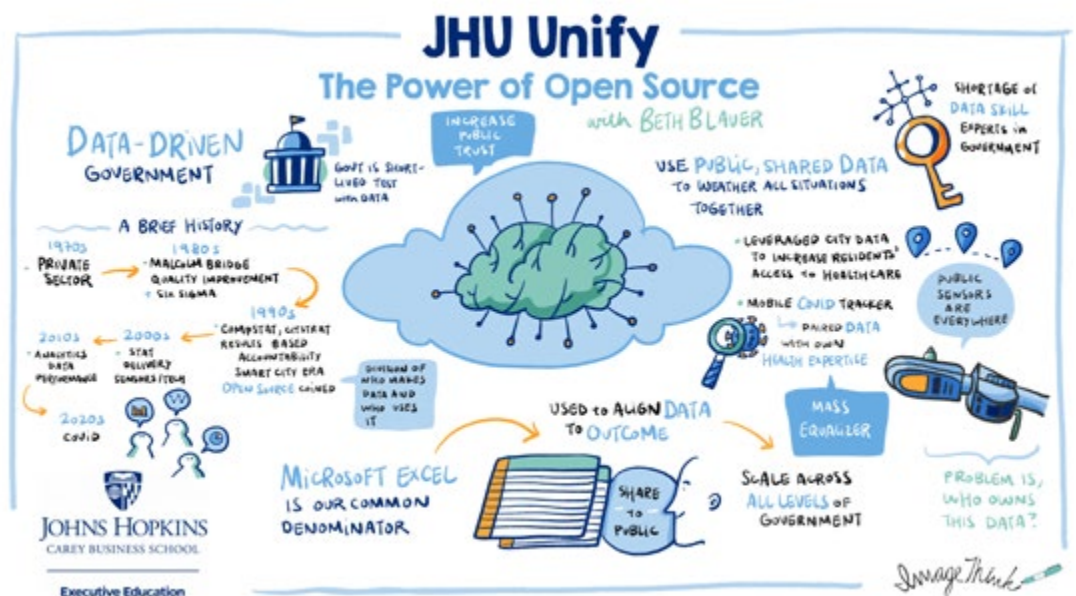 JHU Unify
The Power of Open Source
with BETH BLAUER
DATA-DRIVEN
GOVERNMENT
GOVT IS SHORT-
LIVED TEST
with DATA
INCREASE
PUBLIC
TRUST
A BRIEF HISTORY
1970s
PRIVATE
SECTOR
1980s
MALCOLM BRIDGE
QUALITY IMPROVEMENT
+ SIX SIGMA
1990s
COMPSTAT, CITISTAT
RESULTS BASED
ACCOUNTABILITY
SMART CITY ERA
OPEN SOURCE COINED
2000s
STAT
DELIVERY
SENSORS/TECH
2010s
ANALYTICS
DATA
PERFORMANCE
2020s
COVID
DIVISION OF
WHO MAKES
DATA AND
WHO USES
IT
USE PUBLIC, SHARED DATA
TO WEATHER ALL SITUATIONS
TOGETHER
LEVERAGED CITY DATA
TO INCREASE RESIDENTS'
ACCESS to HEALTHCARE
MOBILE COVID TRACKER
PAIRED DATA
WITH OWN
HEALTH EXPERTISE
SHORTAGE of
DATA SKILL
EXPERTS in
GOVERNMENT
PUBLIC
SENSORS
ARE
EVERYWHERE
MASS
EQUALIZER
PROBLEM IS,
WHO OWNS
THIS DATA?
MICROSOFT EXCEL
IS OUR COMMON
DENOMINATOR
USED to ALIGN DATA
TO OUTCOME
SHARE
TO
PUBLIC
SCALE ACROSS
ALL LEVELS of
GOVERNMENT
W
JOHNS HOPKINS
CAREY BUSINESS SCHOOL
Executive Education
ImageThink